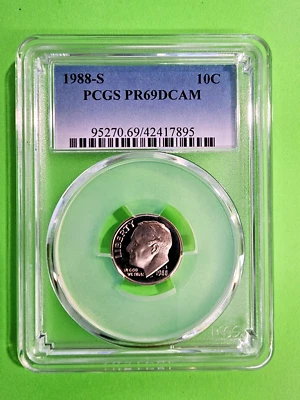 1988-S 10C
PCGS PR69DCAM
95270.69/42417895
LIBERTY
IN GOD
WE TRUST
1988